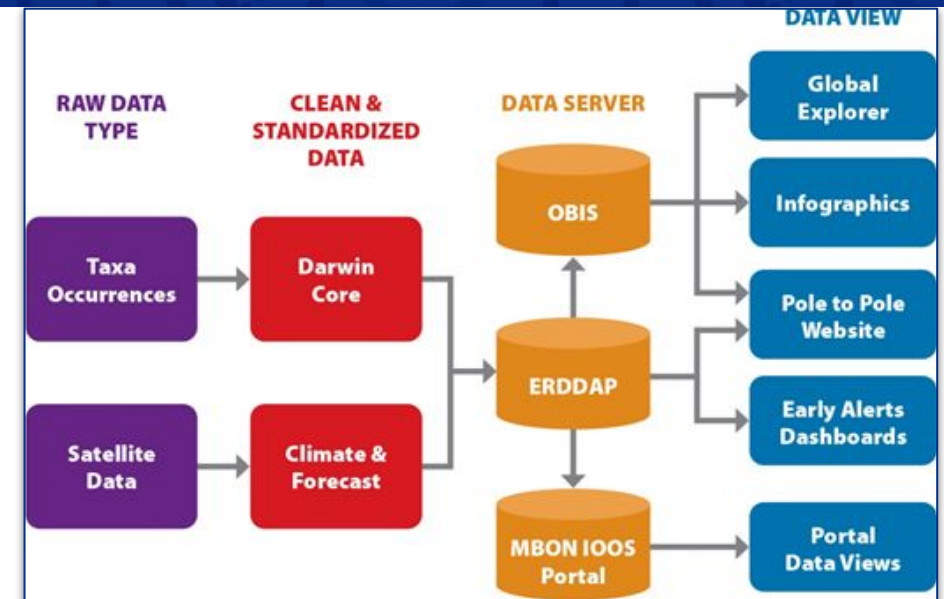 DATA VIEW
RAW DATA
TYPE
CLEAN &
STANDARDIZED
DATA
DATA SERVER
Global
Explorer
OBIS
Infographics
Taxa
Occurrences
Darwin
Core
Pole to Pole
Website
ERDDAP
Early Alerts
Dashboards
Satellite
Data
Climate &
Forecast
MBON IOOS
Portal
Portal
Data Views